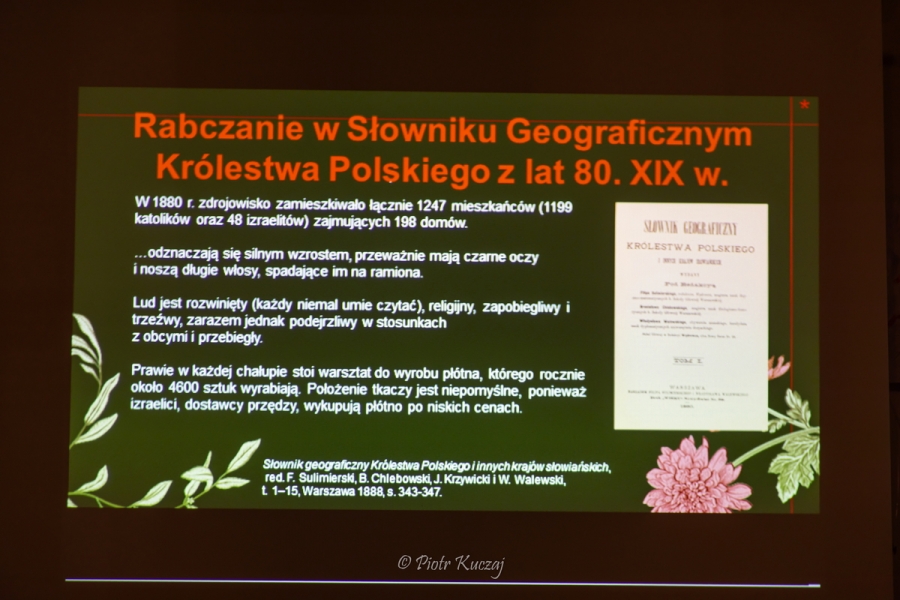 Rabczanie w Słowniku Geograficznym
Królestwa Polskiego z lat 80. XIX w.
W 1880 r. zdrojowisko zamieszkiwało łącznie 1247 mieszkańców (1199
katolików oraz 48 izraelitów) zajmujących 198 domów.
...odznaczają się silnym wzrostem, przeważnie mają czarne oczy
i noszą długie włosy, spadające im na ramiona.
Lud jest rozwinięty (każdy niemal umie czytać), religijny, zapobiegliwy i
trzeźwy, zarazem jednak podejrzliwy w stosunkach
z obcymi i przebiegły.
Prawie w każdej chałupie stoi warsztat do wyrobu płótna, którego rocznie
około 4600 sztuk wyrabiają. Położenie tkaczy jest niepomyślne, ponieważ
izraelici, dostawcy przędzy, wykupują płótno po niskich cenach.
SŁOWNIK GEOGRAFICZNY
KRÓLESTWA POLSKIEGO
WARSZAWA
Słownik geograficzny Królestwa Polskiego i innych krajów słowiańskich,
red. F. Sulimierski, B. Chlebowski, J. Krzywicki i W. Walewski,
t. 1–15, Warszawa 1888, s. 343-347.
© Piotr Kuczaj